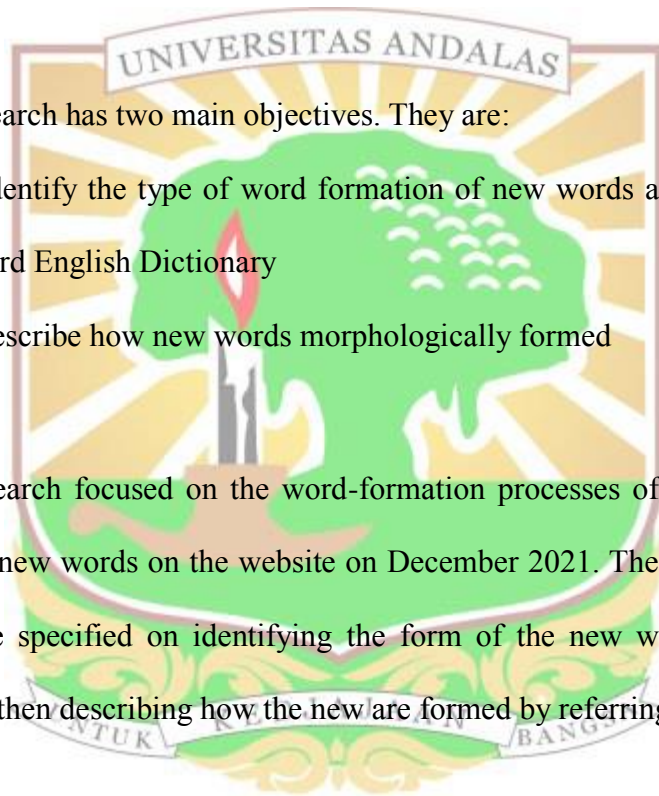 UNIVERSITAS ANDALAS
earch has two main objectives. They are:
dentify the type of word formation of new words a
rd English Dictionary
escribe how new words morphologically formed
earch focused on the word-formation processes of
new words on the website on December 2021. The
e specified on identifying the form of the new w
then describing how the new are formed by referring
UNTUK KEDJAJAAN BANGSA